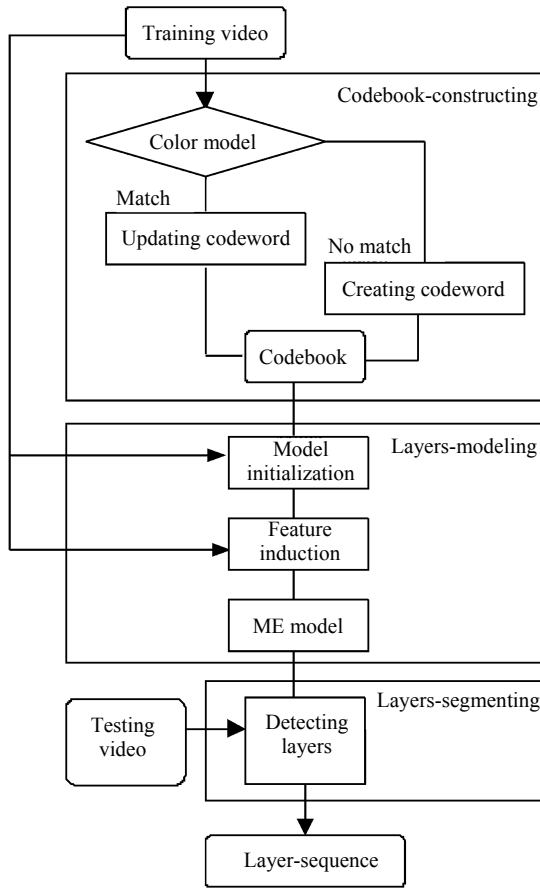 Training video
Codebook-constructing
Color model
Match
Updating codeword
No match
Creating codeword
Codebook
Layers-modeling
Model
initialization
Feature
induction
ME model
Layers-segmenting
Testing
video
Detecting
layers
Layer-sequence